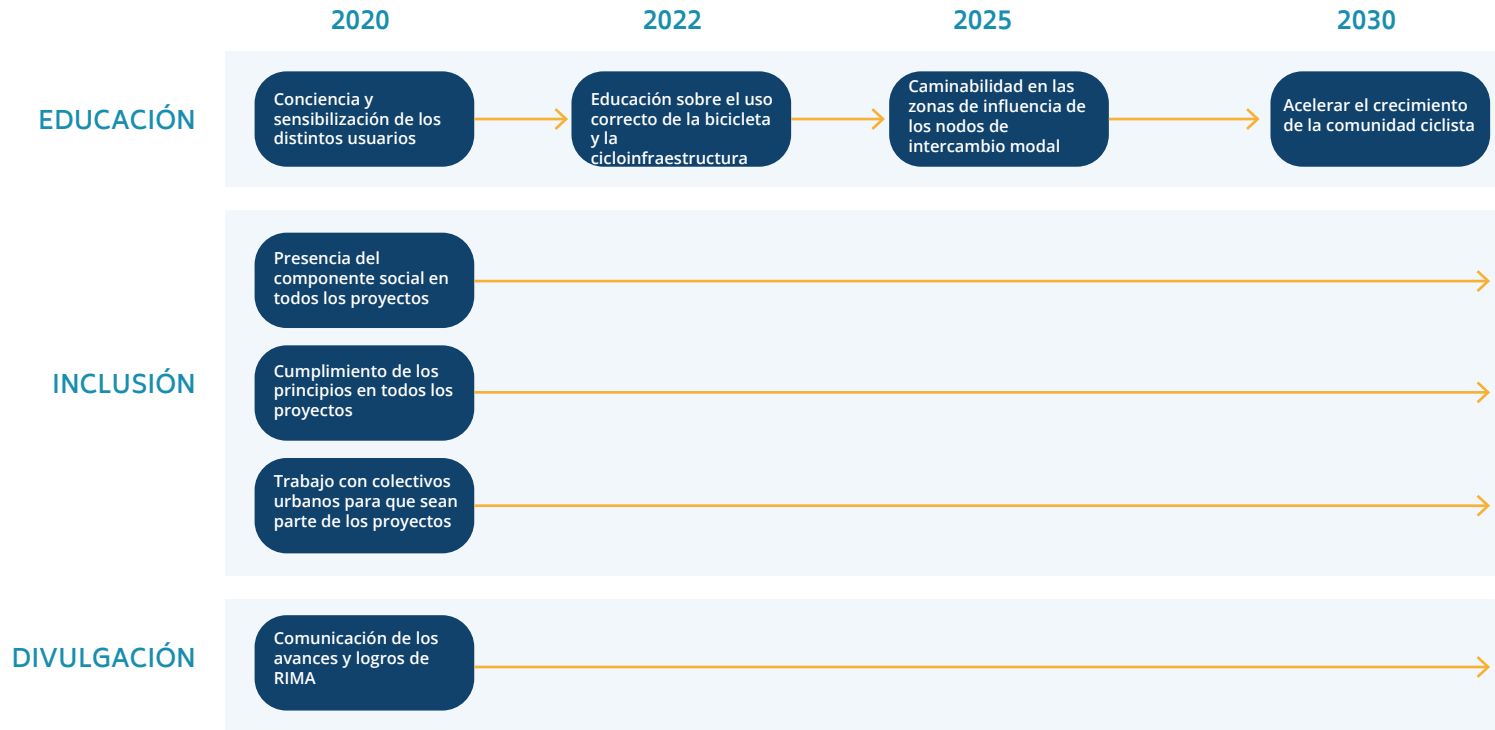 2020
2022
2025
2030
EDUCACIÓN
Conciencia y
sensibilización de los
distintos usuarios
Educación sobre el uso
correcto de la bicicleta
y la
cicloinfraestructura
Caminabilidad en las
zonas de influencia de
los nodos de
intercambio modal
Acelerar el crecimiento
de la comunidad ciclista
INCLUSIÓN
Presencia del
componente social en
todos los proyectos
Cumplimiento de los
principios en todos los
proyectos
Trabajo con colectivos
urbanos para que sean
parte de los proyectos
DIVULGACIÓN
Comunicación de los
avances y logros de
RIMA